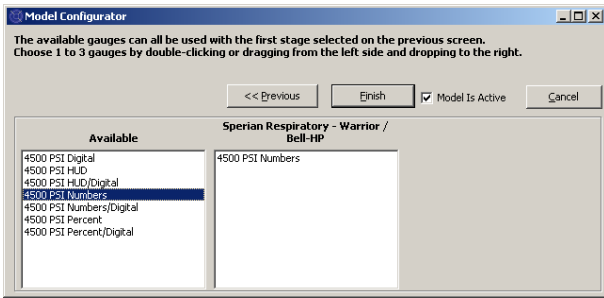 Model Configurator
The available gauges can all be used with the first stage selected on the previous screen.
Choose 1 to 3 gauges by double-clicking or dragging from the left side and dropping to the right.
<< Previous
Finish
Model Is Active
Cancel
Available
Sperian Respiratory - Warrior /
Bell-HP
4500 PSI Digital
4500 PSI HUD
4500 PSI HUD/Digital
4500 PSI Numbers
4500 PSI Numbers/Digital
4500 PSI Percent
4500 PSI Percent/Digital
4500 PSI Numbers